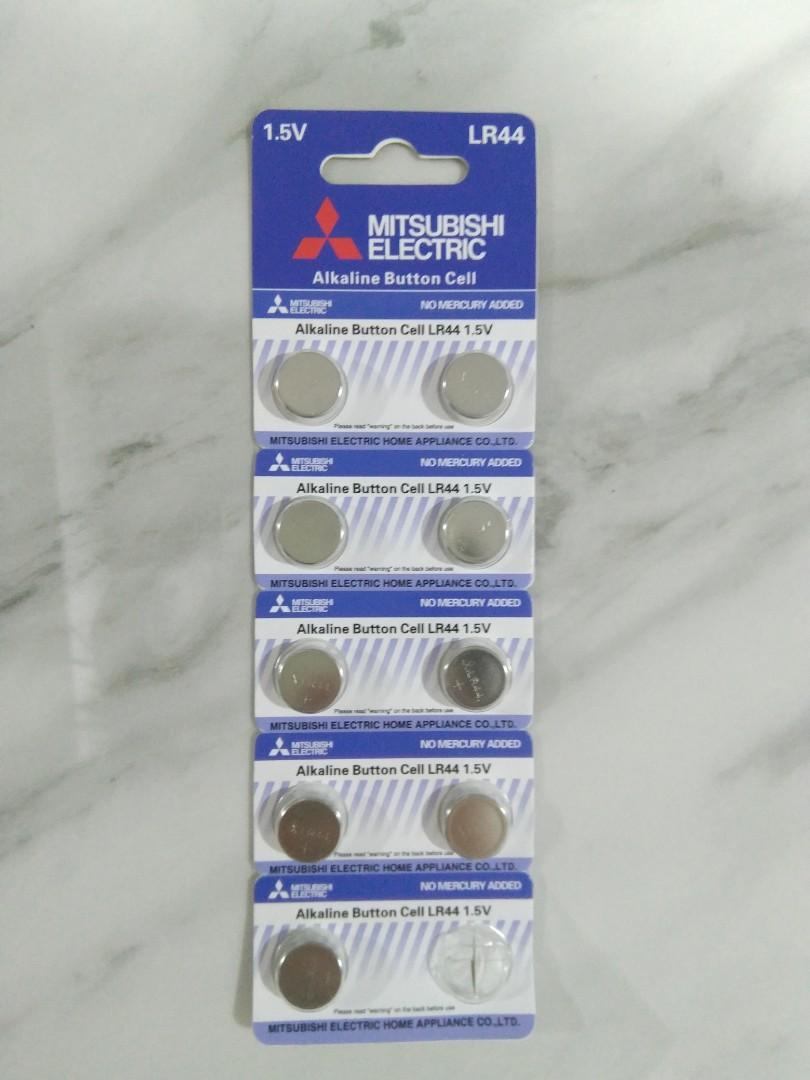 1.5V LR44
MITSUBISHI
ELECTRIC
Alkaline Button Cell
MITSUBISHI
ELECTRIC
NO MERCURY ADDED
Alkaline Button Cell LR44 1.5V
Please read "warning" on the back before use
MITSUBISHI ELECTRIC HOME APPLIANCE CO.,LTD.
MITSUBISHI
ELECTRIC
NO MERCURY ADDED
Alkaline Button Cell LR44 1.5V
Please read "warning" on the back before use
MITSUBISHI ELECTRIC HOME APPLIANCE CO.,LTD.
MITSUBISHI
ELECTRIC
NO MERCURY ADDED
Alkaline Button Cell LR44 1.5V
LR44
+
Please read "warning" on the back before use
MITSUBISHI ELECTRIC HOME APPLIANCE CO.,LTD.
MITSUBISHI
ELECTRIC
NO MERCURY ADDED
Alkaline Button Cell LR44 1.5V
Please read "warning" on the back before use
MITSUBISHI ELECTRIC HOME APPLIANCE CO.,LTD.
MITSUBISHI
ELECTRIC
NO MERCURY ADDED
Alkaline Button Cell LR44 1.5V
Please read "warning" on the back before use
MITSUBISHI ELECTRIC HOME APPLIANCE CO.,LTD.